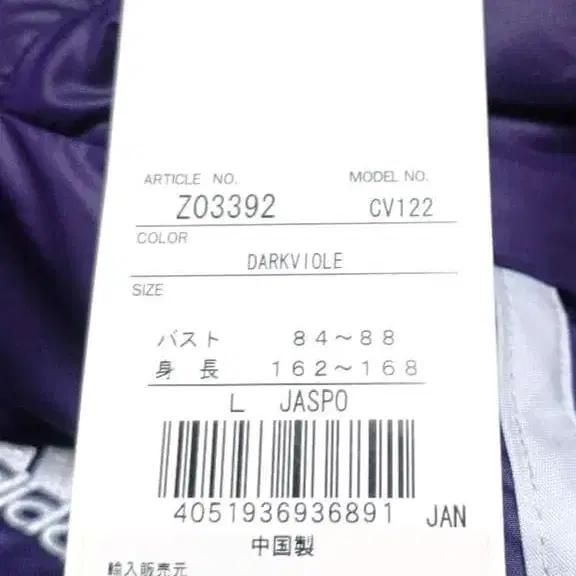 ARTICLE NO. MODEL NO.
Z03392 CV122
COLOR
DARKVIOLE
SIZE
バスト 84～88
身長 162～168
L JASPO
4051936936891 JAN
中国製
輸入販売元